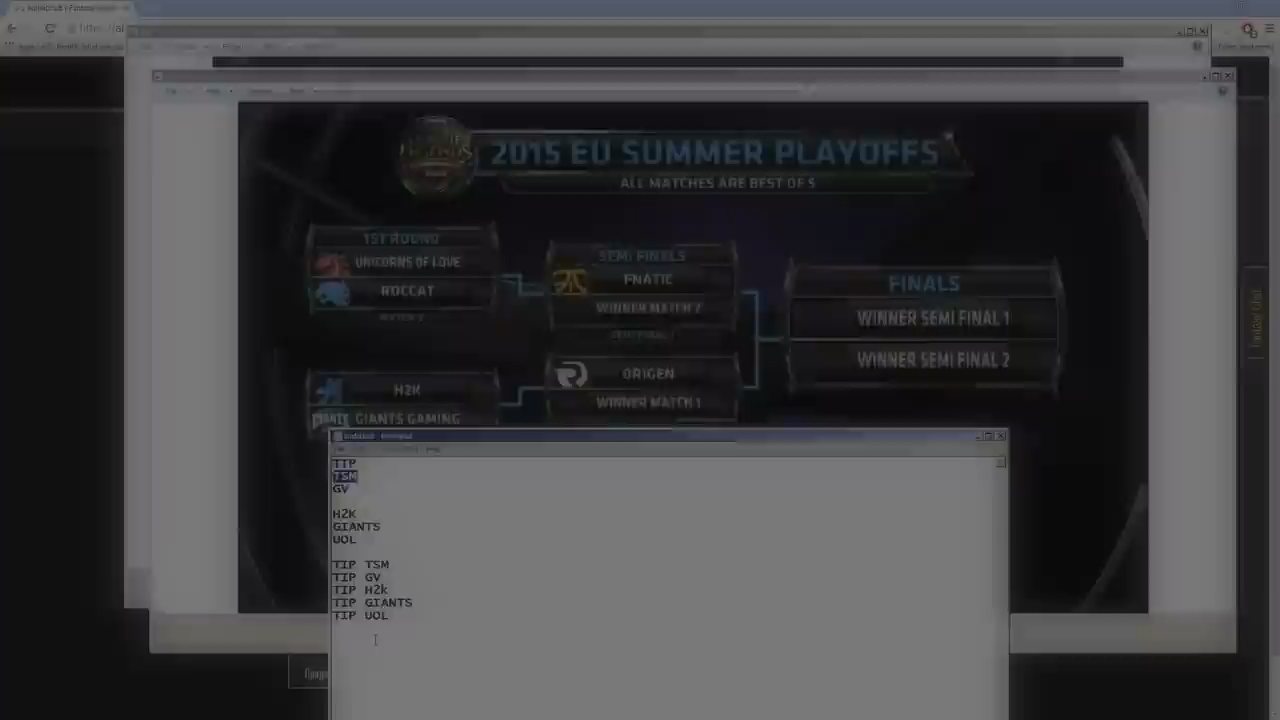 2015 EU SUMMER PLAYOFFS
ALL MATCHES ARE BEST OF 5
1ST ROUND
UNICORNS OF LOVE
ROCCAT
SEMI FINALS
FNATIC
WINNER MATCH 2
FINALS
WINNER SEMI FINAL 1
WINNER SEMI FINAL 2
ORIGEN
WINNER MATCH 1
H2K
GIANTS GAMING
TTP
TSM
GV
H2K
GIANTS
UOL
TIP TSM
TIP GV
TIP H2k
TIP GIANTS
TIP UOL